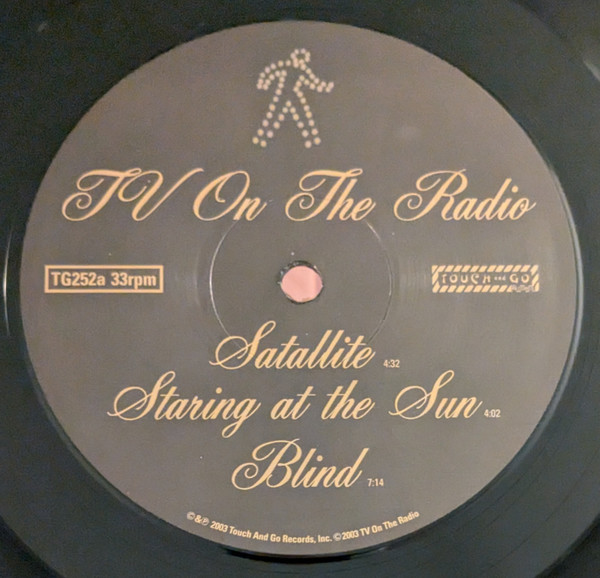 TV On The Radio
TG252a 33rpm
TOUCH AND GO
Satallite 4:32
Staring at the Sun 4:02
Blind 7:14
©&℗ 2003 Touch And Go Records, Inc. ©2003 TV On The Radio